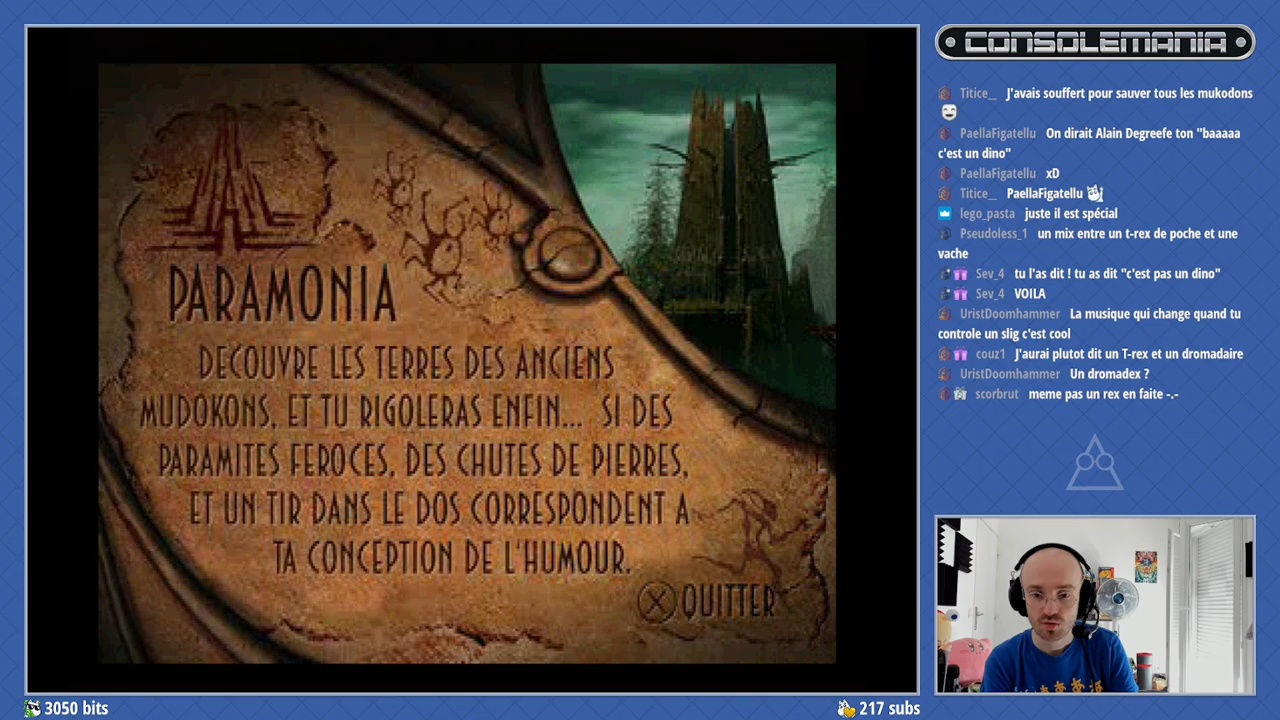 CONSOLEMANIA
Titice__ J'avais souffert pour sauver tous les mukodons
PaellaFigatellu On dirait Alain Degreefe ton "baaaaa
c'est un dino"
PaellaFigatellu xD
Titice__ PaellaFigatellu
lego_pasta juste il est spécial
Pseudoless_1 un mix entre un t-rex de poche et une
vache
Sev_4 tu l'as dit ! tu as dit "c'est pas un dino"
Sev_4 VOILA
UristDoomhammer La musique qui change quand tu
controle un slig c'est cool
couz1 J'aurai plutot dit un T-rex et un dromadaire
UristDoomhammer Un dromadex ?
scorbrut meme pas un rex en faite -.-
PARAMONIA
DECOUVRE LES TERRES DES ANCIENS
MUDOKONS, ET TU RIGOLERAS ENFIN... SI DES
PARAMITES FEROCES, DES CHUTES DE PIERRES,
ET UN TIR DANS LE DOS CORRESPONDENT A
TA CONCEPTION DE L'HUMOUR.
QUITTER
3050 bits
217 subs